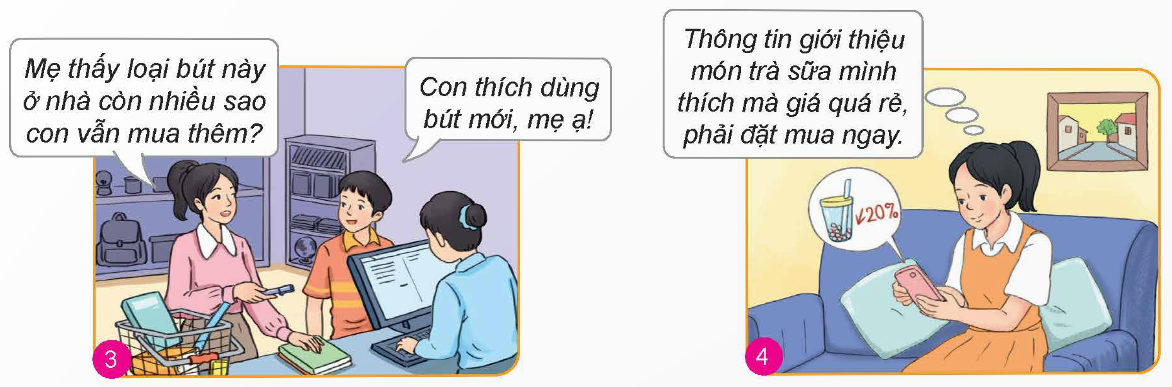 Mẹ thấy loại bút này
ở nhà còn nhiều sao
con vẫn mua thêm?
Con thích dùng
bút mới, mẹ ạ!
3
Thông tin giới thiệu
món trà sữa mình
thích mà giá quá rẻ,
phải đặt mua ngay.
20%
4